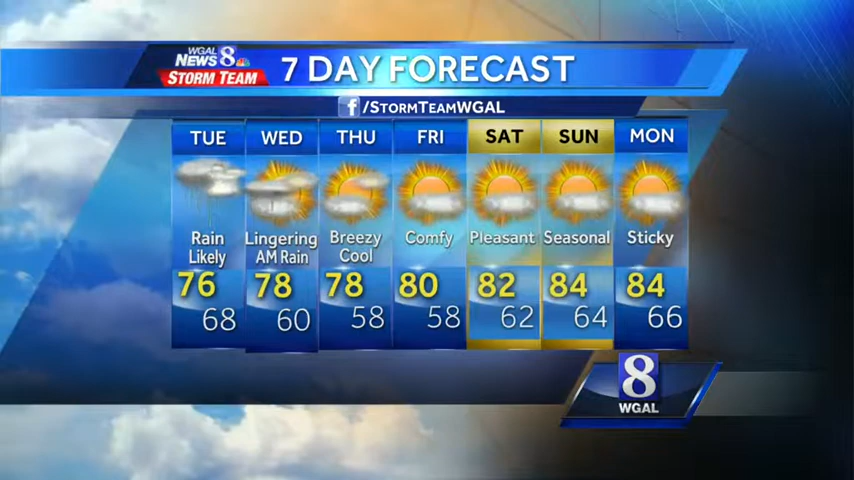 WGAL
NEWS 8
STORM TEAM
7 DAY FORECAST
f/STORMTEAMWGAL
TUE WED THU FRI SAT SUN MON
Rain Lingering Breezy Comfy Pleasant Seasonal Sticky
Likely AM Rain Cool
76 78 78 80 82 84 84
68 60 58 58 62 64 66
8
WGAL